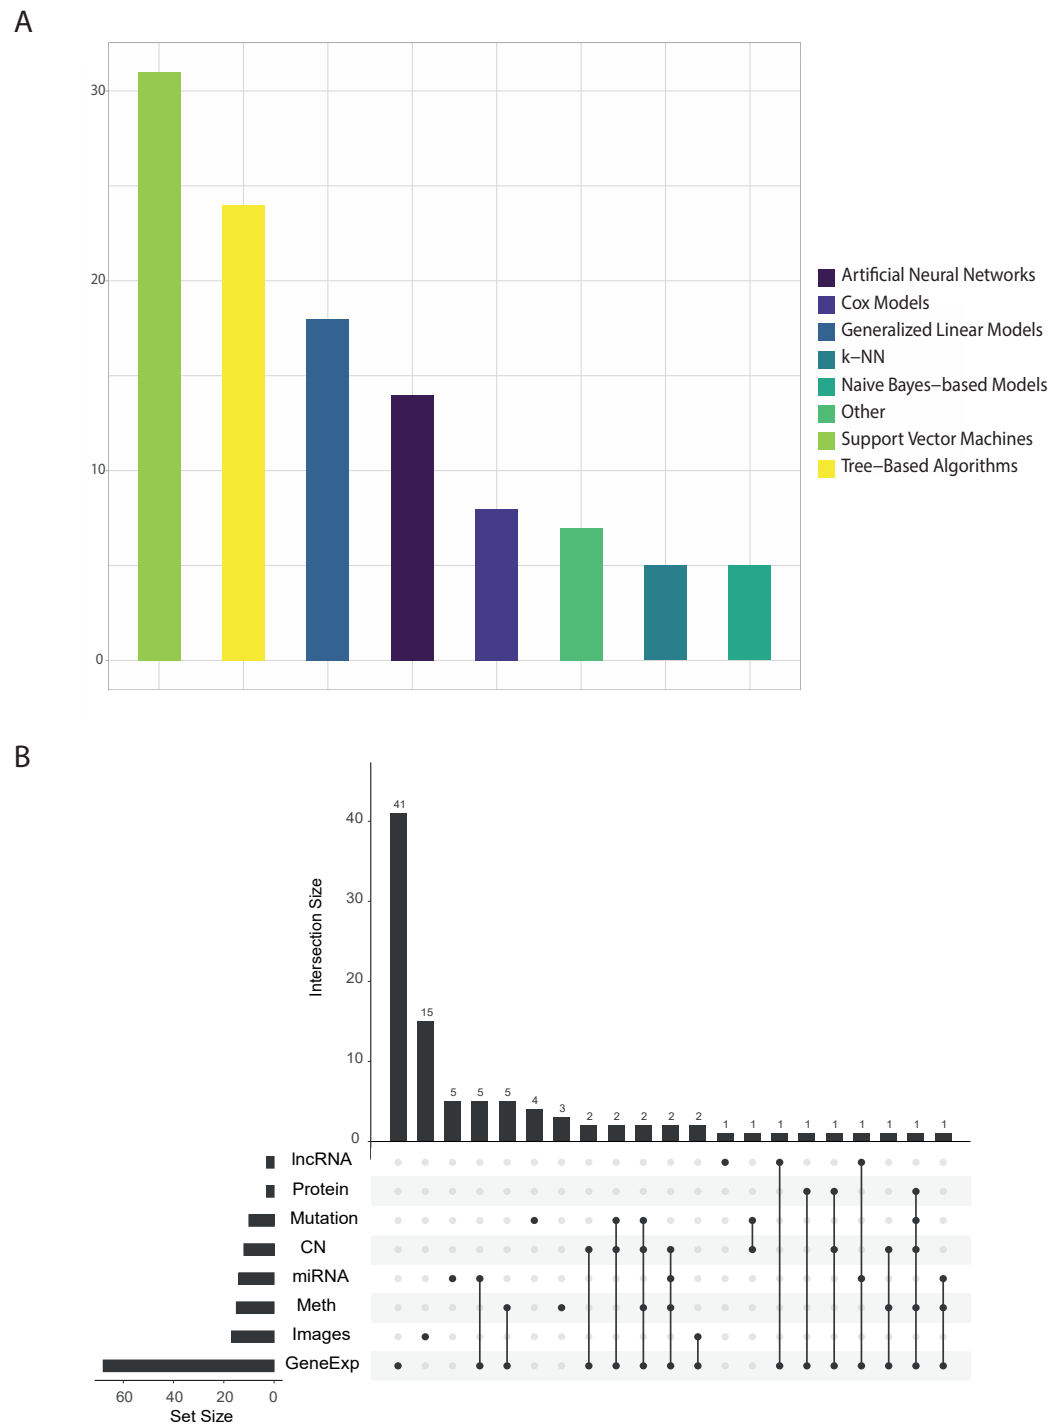 A
30
20
10
0
Artificial Neural Networks
Cox Models
Generalized Linear Models
k−NN
Naive Bayes−based Models
Other
Support Vector Machines
Tree−Based Algorithms
B
Intersection Size
40
30
20
10
0
41
15
5 5 5 4 3 2 2 2 2 2 1 1 1 1 1 1 1 1 1
lncRNA
Protein
Mutation
CN
miRNA
Meth
Images
GeneExp
60 40 20 0
Set Size